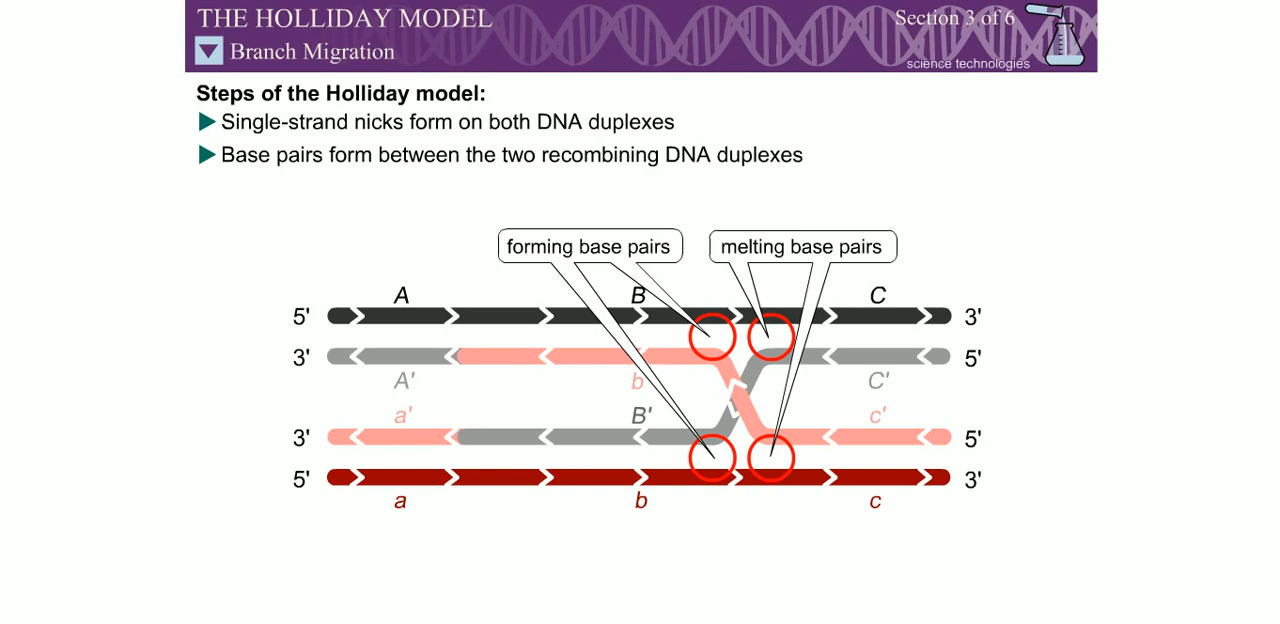 THE HOLLIDAY MODEL
Section 3 of 6
Branch Migration
science technologies
Steps of the Holliday model:
Single-strand nicks form on both DNA duplexes
Base pairs form between the two recombining DNA duplexes
forming base pairs
melting base pairs
A B C
5' 3'
3' 5'
A' b C'
a' B' c'
3' 5'
5' 3'
a b c